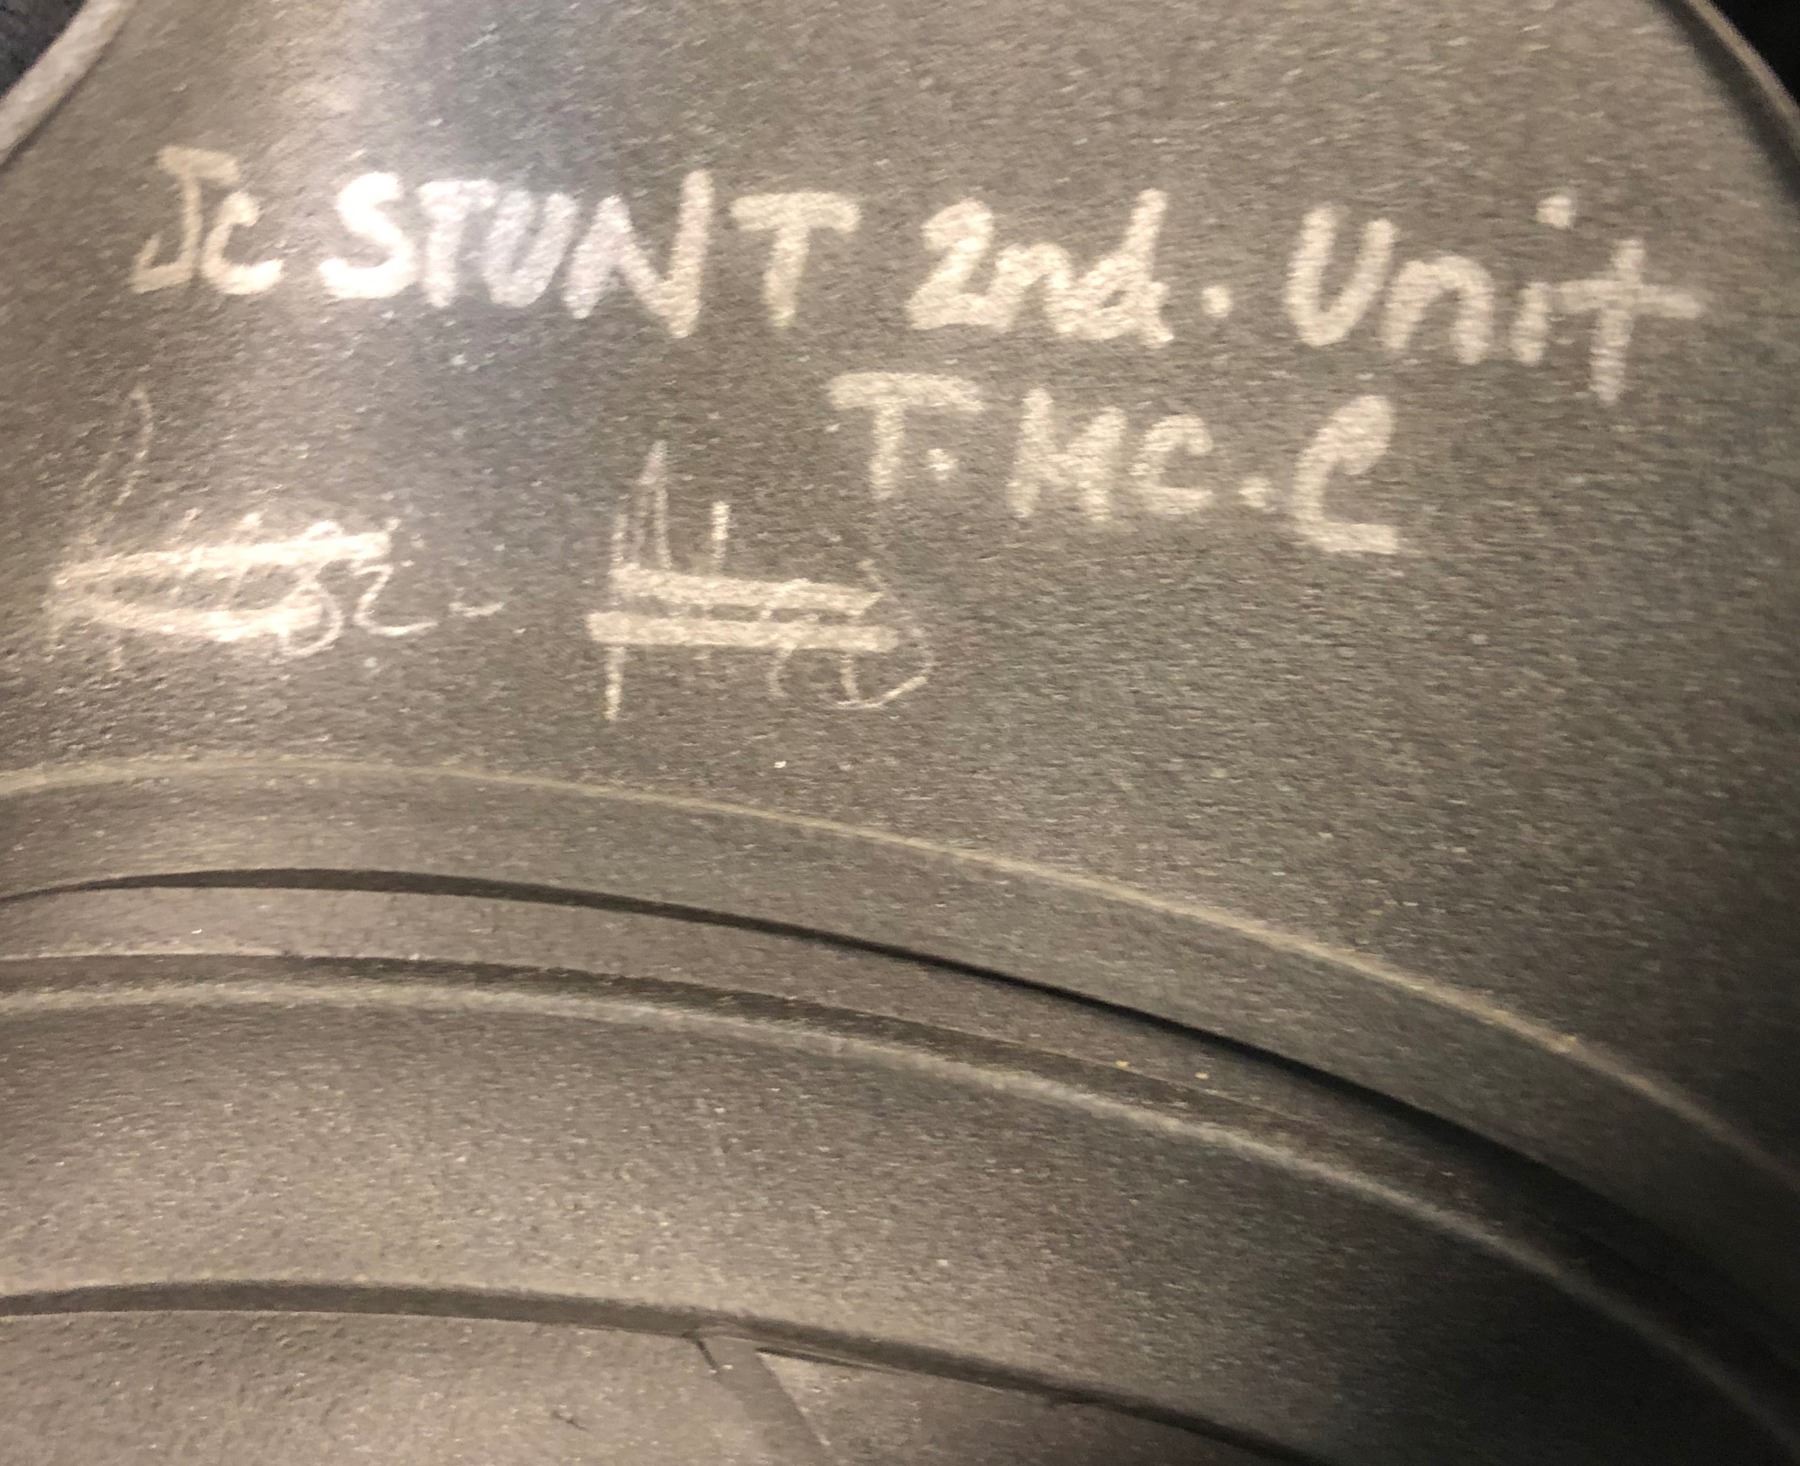 Jc STUNT 2nd. Unit
T. MC. C